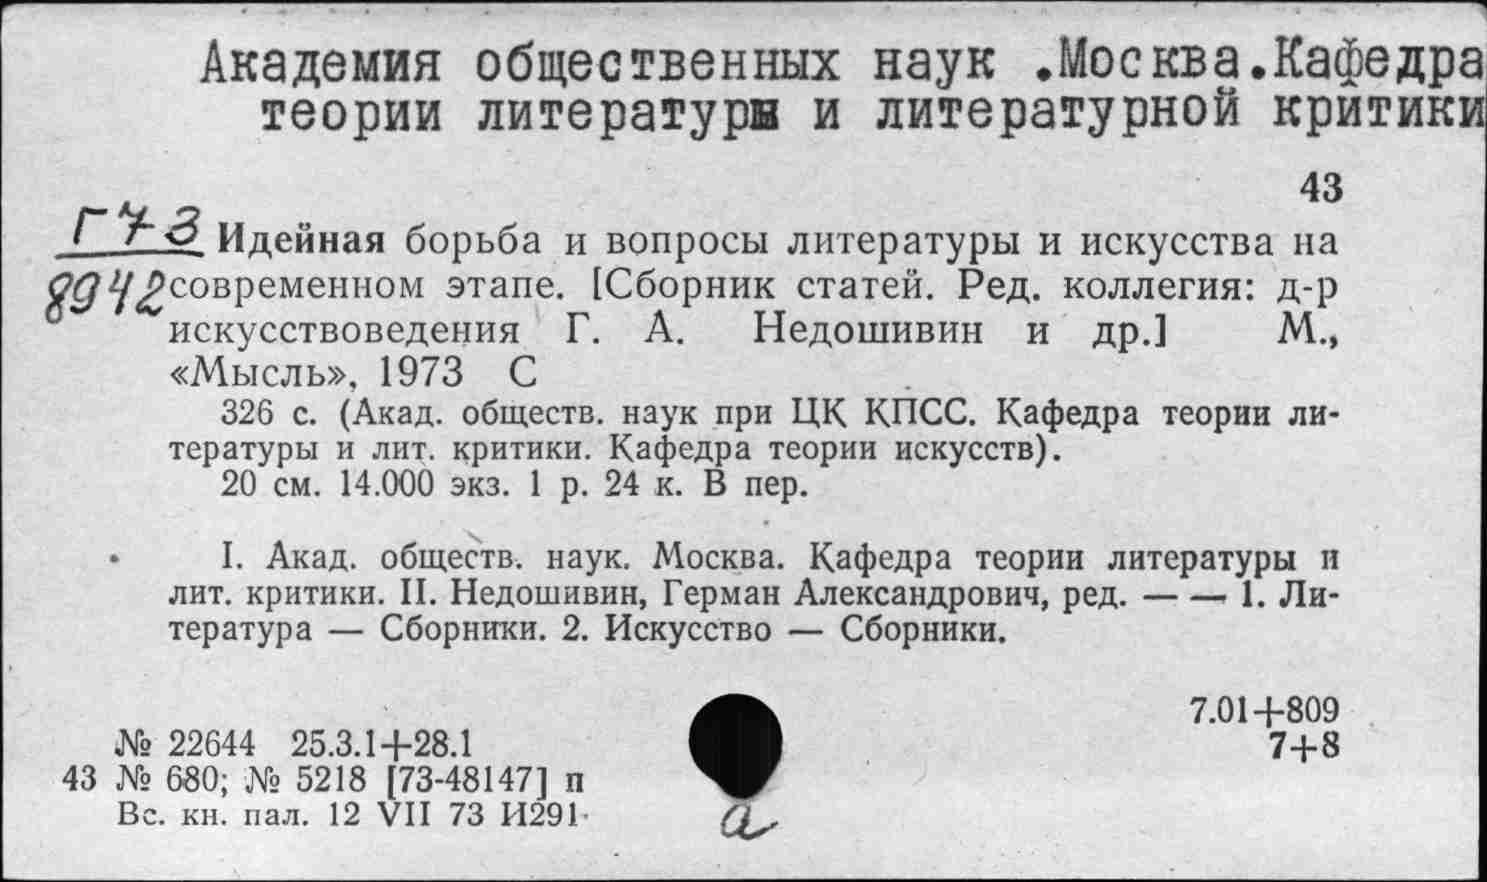 Академия общественных наук .Москва.Кафедра
теории литературы и литературной критики
43
Г 7-3
8942
Идейная борьба и вопросы литературы и искусства на
современном этапе. [Сборник статей. Ред. коллегия: д-р
искусствоведения Г. А. Недошивин и др.] М.,
«Мысль», 1973 С
326 с. (Акад. обществ. наук при ЦК КПСС. Кафедра теории ли-
тературы и лит. критики. Кафедра теории искусств).
20 см. 14.000 экз. 1 р. 24 к. В пер.
I. Акад. обществ. наук. Москва. Кафедра теории литературы и
лит. критики. II. Недошивин, Герман Александрович, ред. — — 1. Ли-
тература — Сборники. 2. Искусство — Сборники.
7.01+809
№ 22644 25.3.1+28.1
7+8
43 № 680; № 5218 [73-48147] п
Вс. кн. пал. 12 VII 73 И291
а